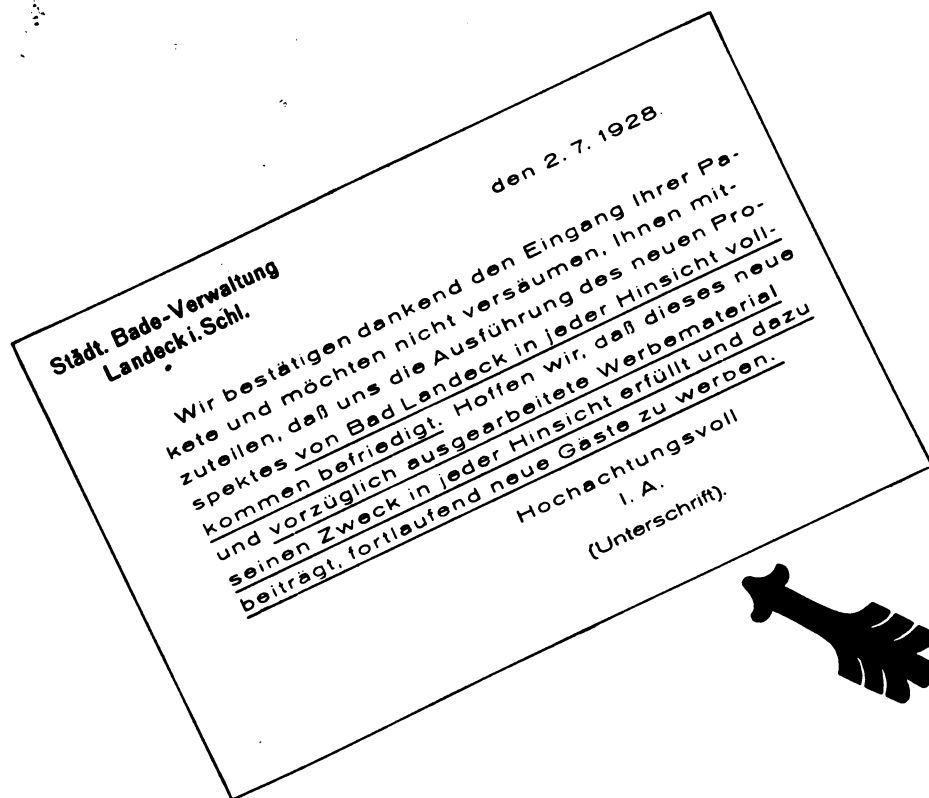 Städt. Bade-Verwaltung
Landeck i. Schl.
den 2. 7. 1928.
Wir bestätigen dankend den Eingang Ihrer Pa-
kete und möchten nicht versäumen, Ihnen mit-
zuteilen, daß uns die Ausführung des neuen Pro-
spektes von Bad Landeck in jeder Hinsicht voll-
kommen befriedigt. Hoffen wir, daß dieses neue
und vorzüglich ausgearbeitete Werbematerial
seinen Zweck in jeder Hinsicht erfüllt und dazu
beiträgt, fortlaufend neue Gäste zu werben.
Hochachtungsvoll
I. A.
(Unterschrift).